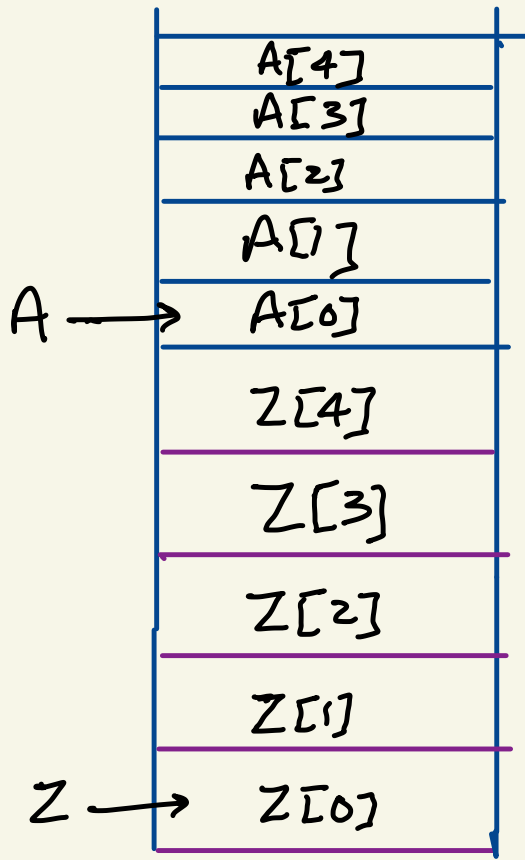 A[4]
A[3]
A[2]
A[1]
A → A[0]
Z[4]
Z[3]
Z[2]
Z[1]
Z → Z[0]